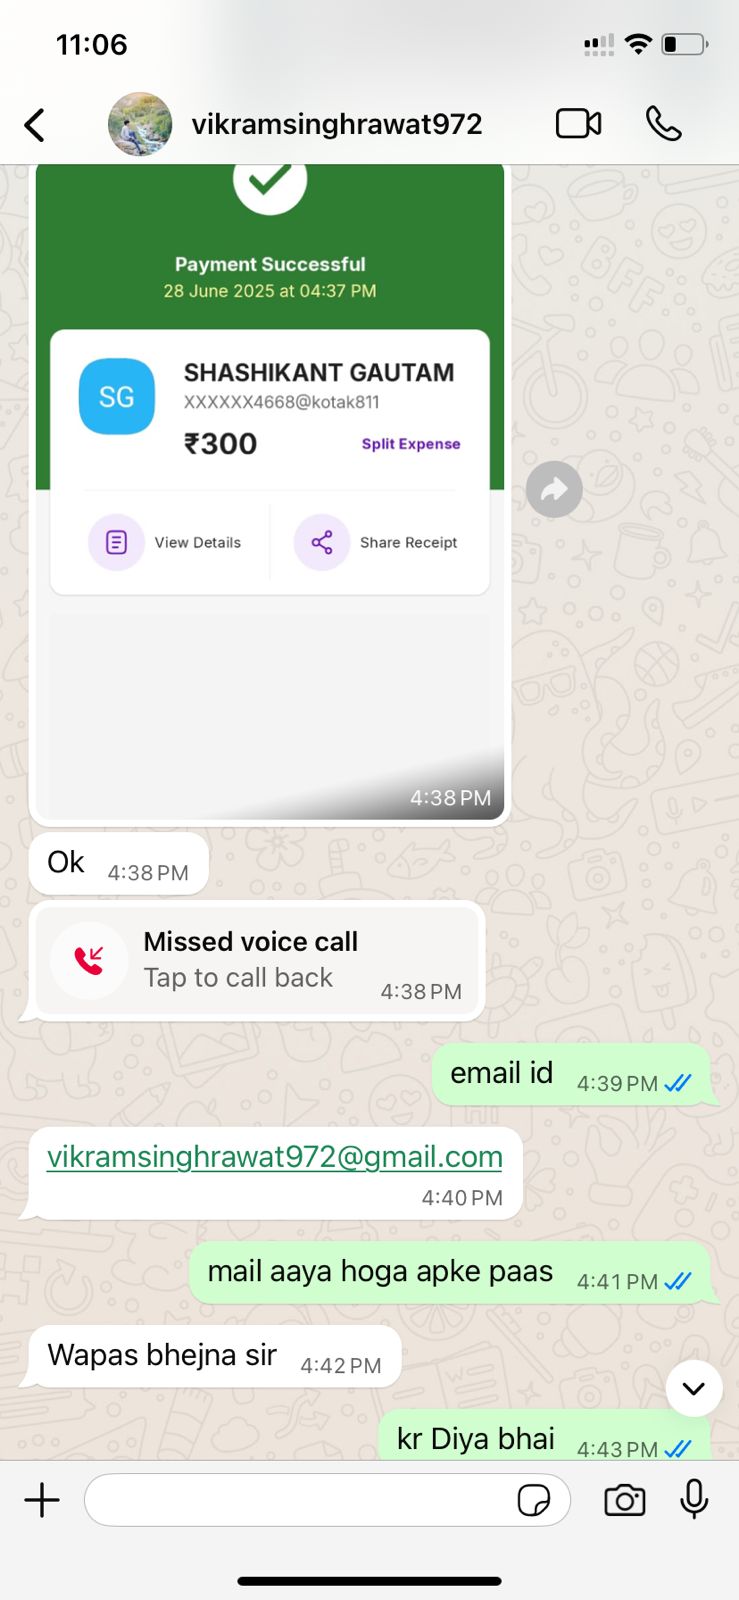 11:06
vikramsinghrawat972
Payment Successful
28 June 2025 at 04:37 PM
SG
SHASHIKANT GAUTAM
XXXXXX4668@kotak811
₹300
Split Expense
View Details
Share Receipt
4:38 PM
Ok 4:38 PM
Missed voice call
Tap to call back 4:38 PM
email id 4:39 PM
vikramsinghrawat972@gmail.com
4:40 PM
mail aaya hoga apke paas 4:41 PM
Wapas bhejna sir 4:42 PM
kr Diya bhai 4:43 PM